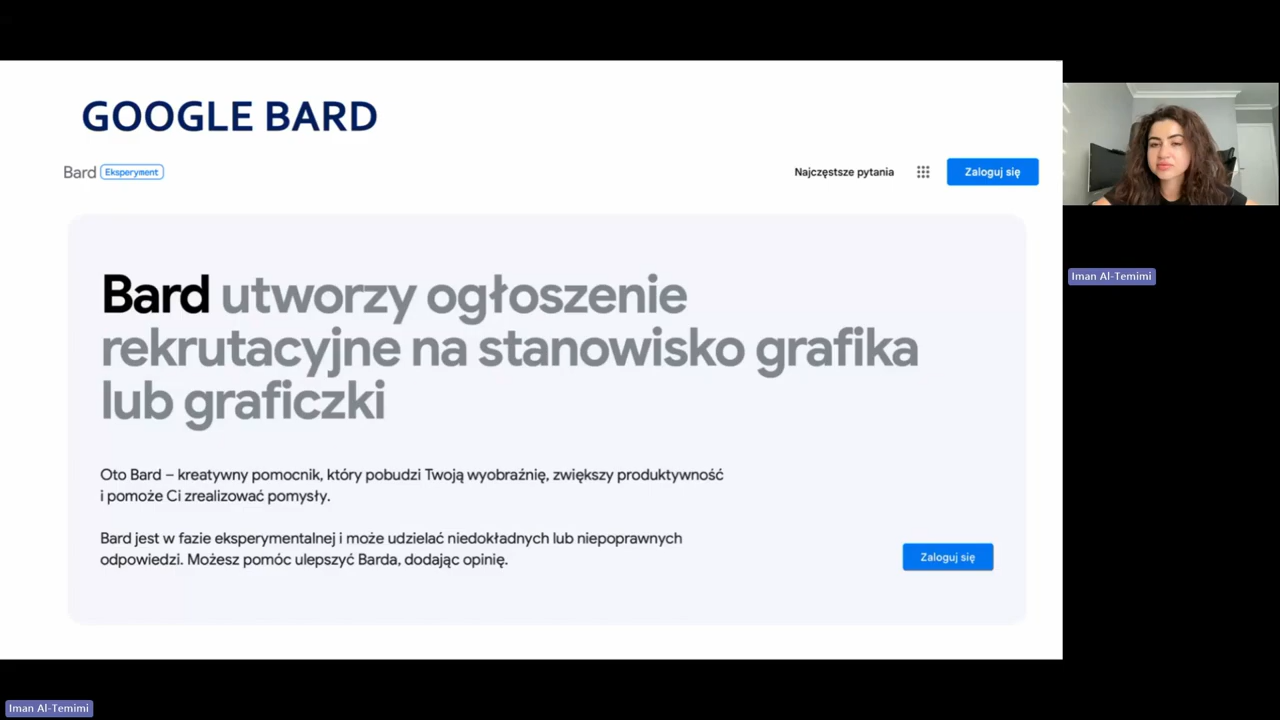 GOOGLE BARD
Bard Eksperyment
Najczęstsze pytania
Zaloguj się
Bard utworzy ogłoszenie
rekrutacyjne na stanowisko grafika
lub graficzki
Oto Bard – kreatywny pomocnik, który pobudzi Twoją wyobraźnię, zwiększy produktywność
i pomoże Ci zrealizować pomysły.
Bard jest w fazie eksperymentalnej i może udzielać niedokładnych lub niepoprawnych
odpowiedzi. Możesz pomóc ulepszyć Barda, dodając opinię.
Zaloguj się
Iman Al-Temimi
Iman Al-Temimi